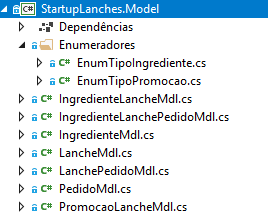 StartupLanches.Model
Dependências
Enumeradores
C# EnumTipoIngrediente.cs
C# EnumTipoPromocao.cs
C# IngredienteLancheMdl.cs
C# IngredienteLanchePedidoMdl.cs
C# IngredienteMdl.cs
C# LancheMdl.cs
C# LanchePedidoMdl.cs
C# PedidoMdl.cs
C# PromocaoLancheMdl.cs